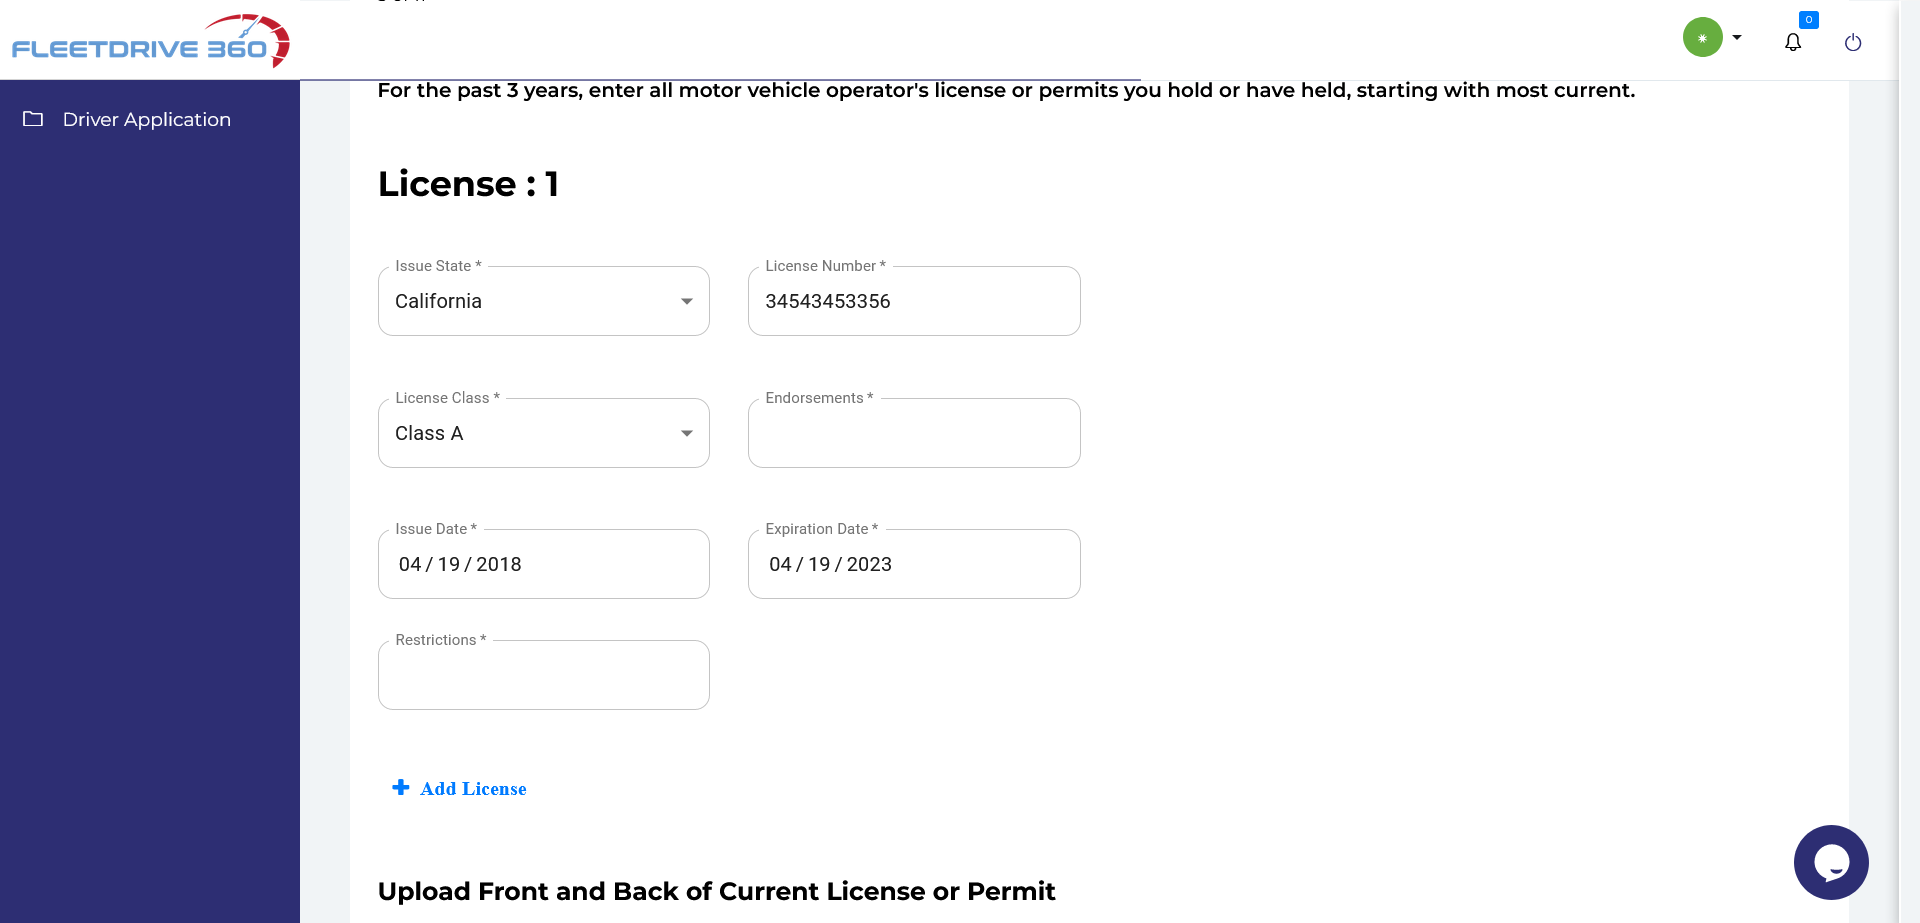 FLEETDRIVE 360
0
Driver Application
For the past 3 years, enter all motor vehicle operator's license or permits you hold or have held, starting with most current.
License : 1
Issue State *
California
License Number *
34543453356
License Class *
Class A
Endorsements *
Issue Date *
04 / 19 / 2018
Expiration Date *
04 / 19 / 2023
Restrictions *
Add License
Upload Front and Back of Current License or Permit